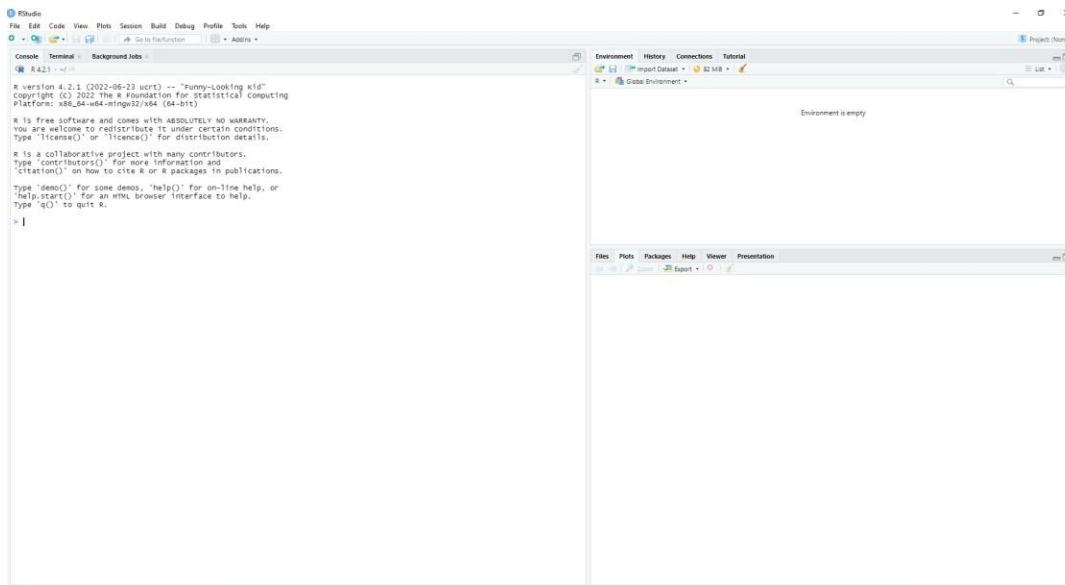 RStudio
File Edit Code View Plots Session Build Debug Profile Tools Help
Go to file/function Addins
Project: (Non
Console Terminal Background Jobs
R 4.2.1 · ~/
R version 4.2.1 (2022-06-23 ucrt) -- "Funny-Looking Kid"
Copyright (C) 2022 The R Foundation for Statistical Computing
Platform: x86_64-w64-mingw32/x64 (64-bit)
R is free software and comes with ABSOLUTELY NO WARRANTY.
You are welcome to redistribute it under certain conditions.
Type 'license()' or 'licence()' for distribution details.
R is a collaborative project with many contributors.
Type 'contributors()' for more information and
'citation()' on how to cite R or R packages in publications.
Type 'demo()' for some demos, 'help()' for on-line help, or
'help.start()' for an HTML browser interface to help.
Type 'q()' to quit R.
>
Environment History Connections Tutorial
Import Dataset 82 MiB List
R Global Environment
Environment is empty
Files Plots Packages Help Viewer Presentation
Zoom Export